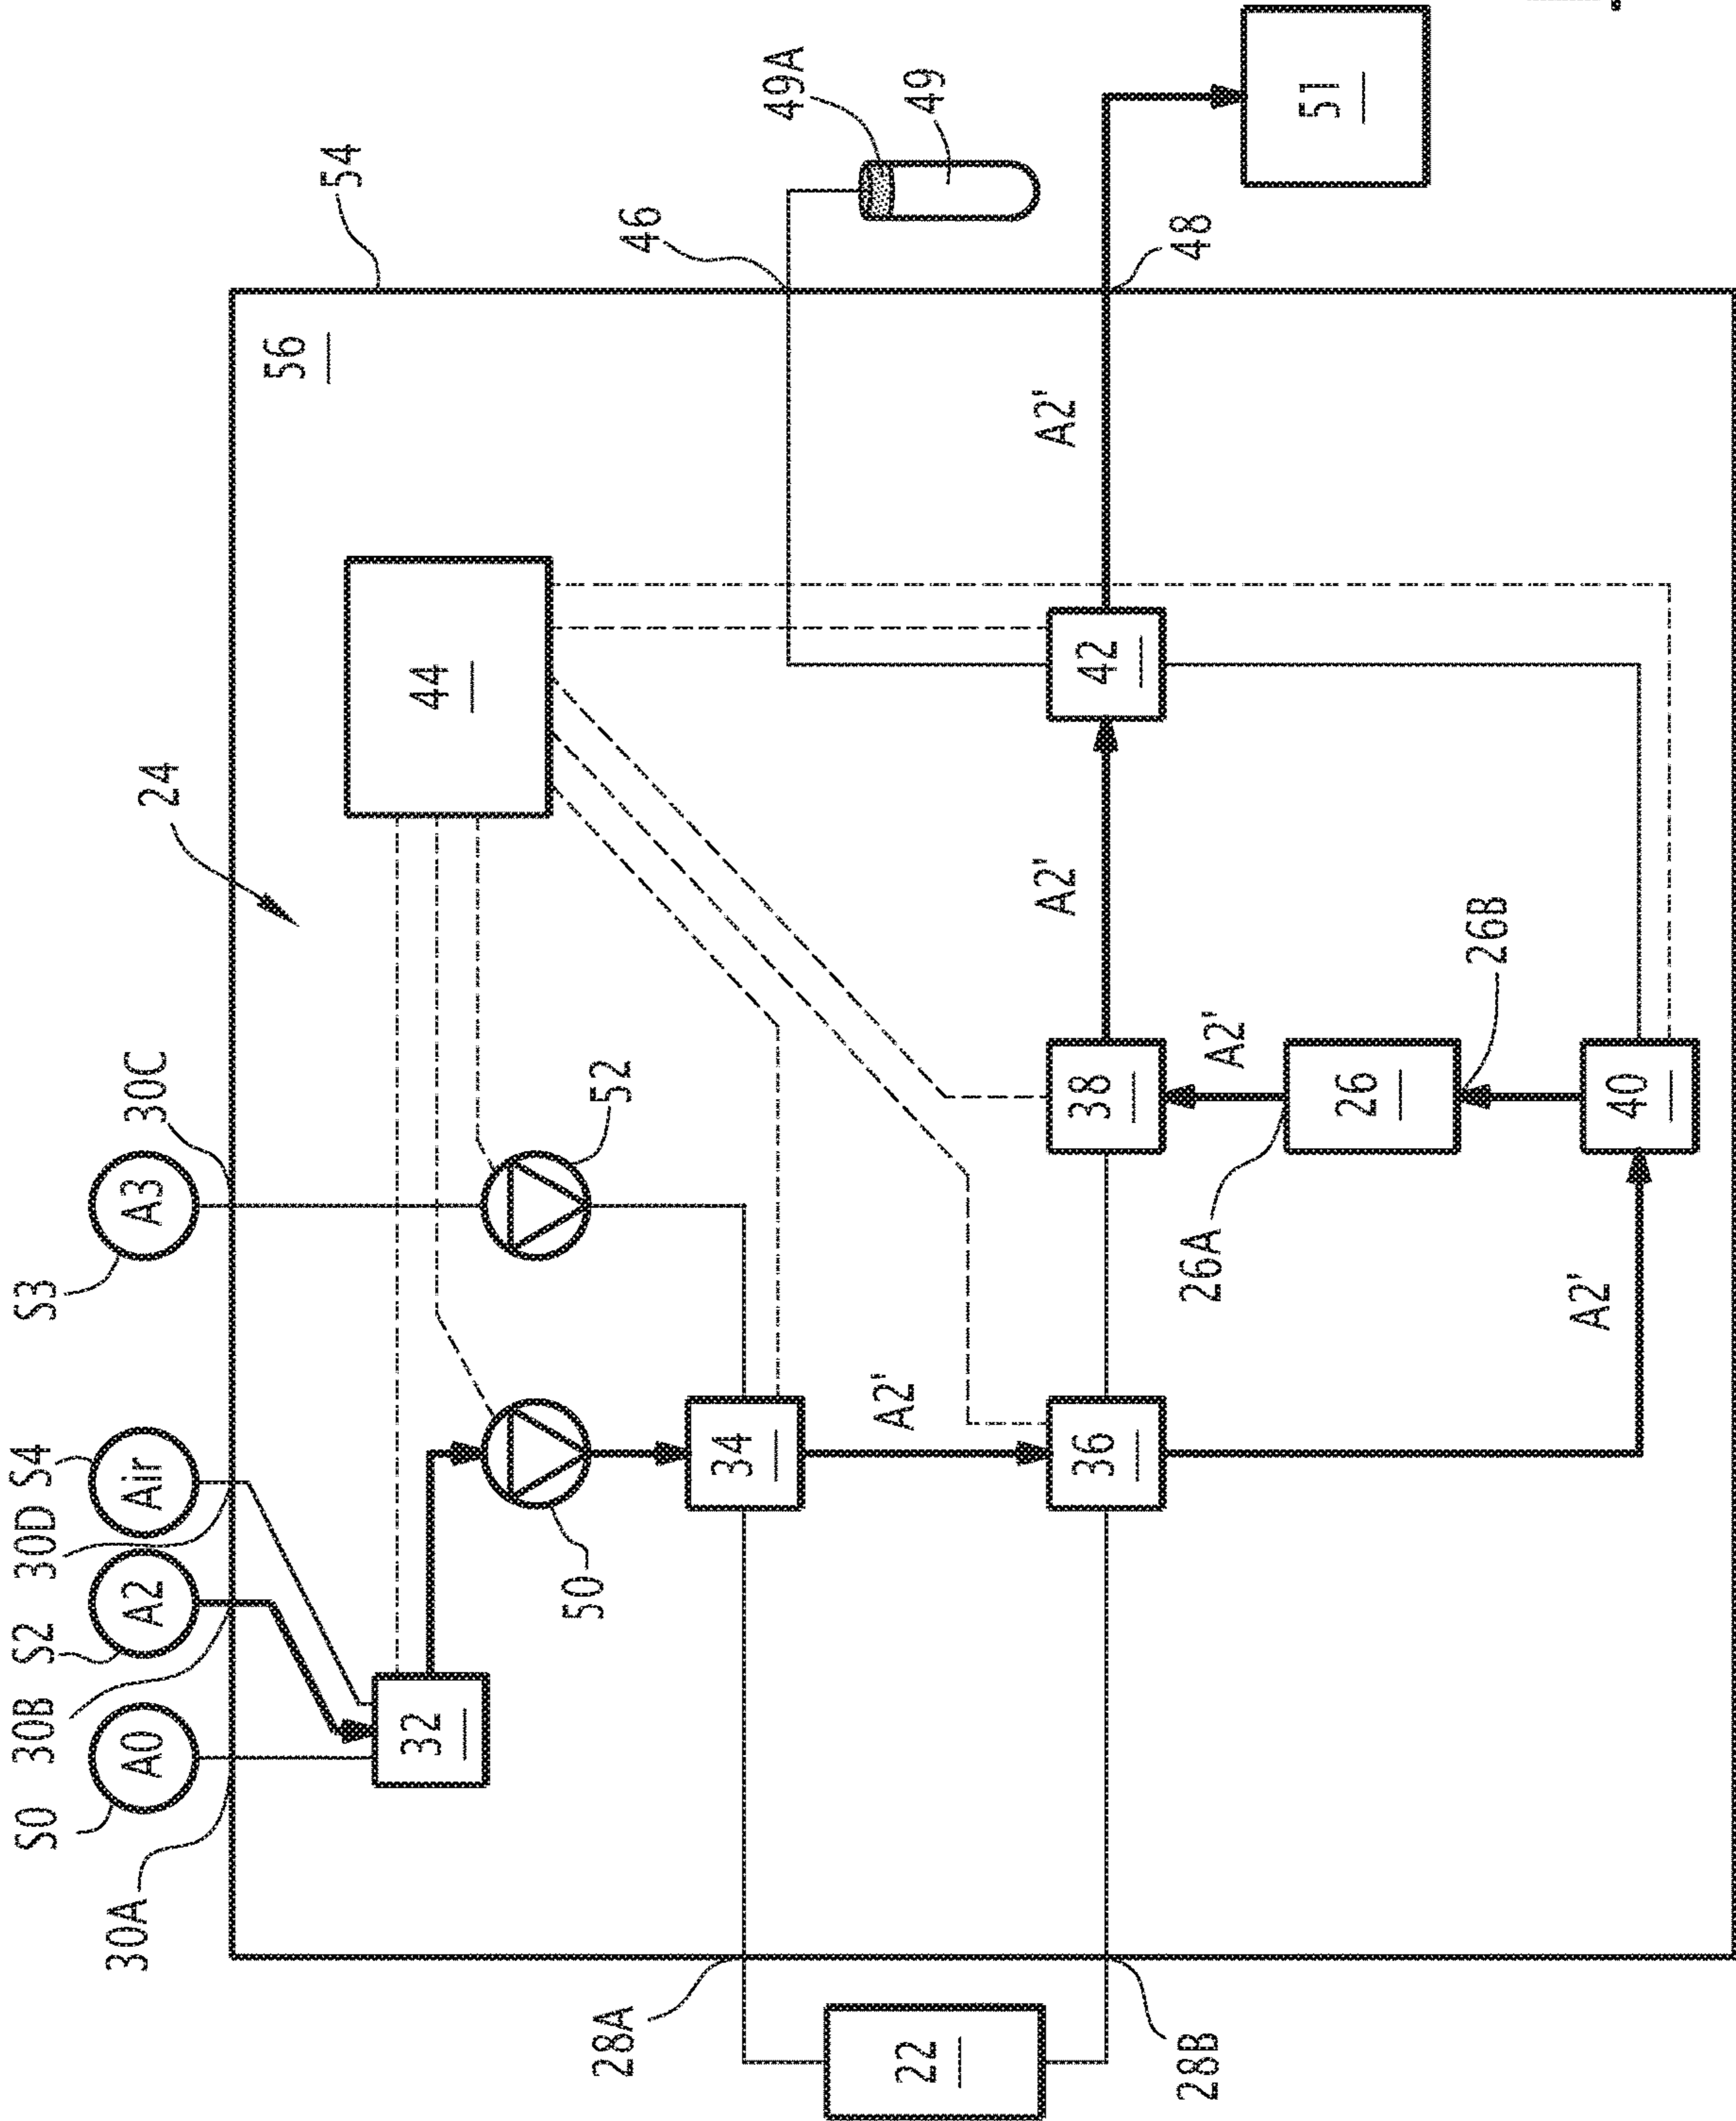 S0 30B S2 30D S4 S3
30A A0 A2 Air A3 30C 24
56 54
32 44
28A 50 52 46
34 49A
22 A2' 49
A2' A2'
36 38 42
28B 26A A2' 48
26 51
26B
A2'
40